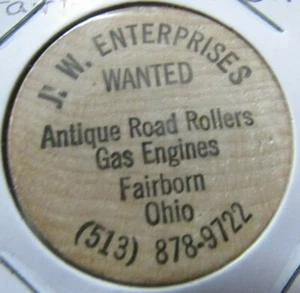 J. W. ENTERPRISES
WANTED
Antique Road Rollers
Gas Engines
Fairborn
Ohio
(513) 878-9722